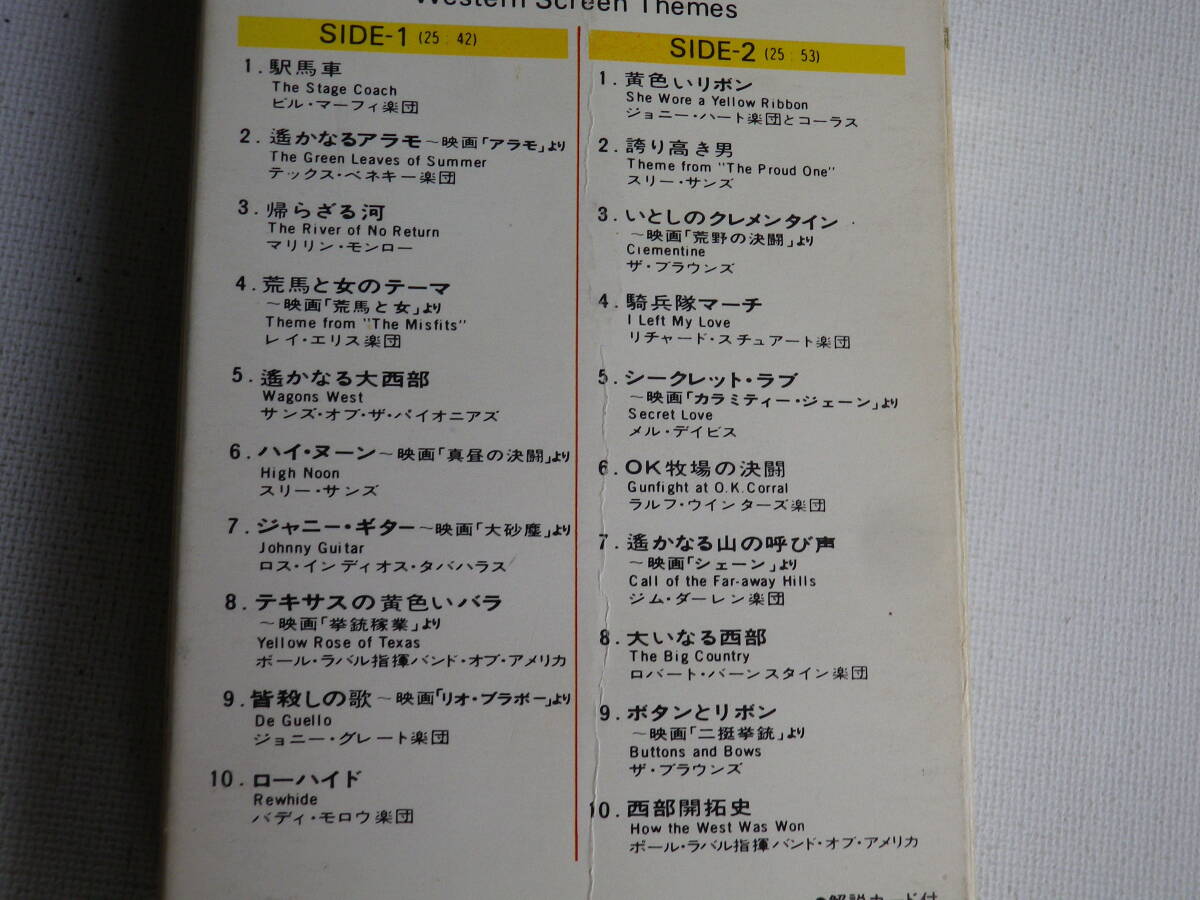 Western Screen Themes
SIDE-1 (25:42)
1. 駅馬車
The Stage Coach
ビル・マーフィ楽団
2. 遙かなるアラモ～映画「アラモ」より
The Green Leaves of Summer
テックス・ベネキー楽団
3. 帰らざる河
The River of No Return
マリリン・モンロー
4. 荒馬と女のテーマ
～映画「荒馬と女」より
Theme from "The Misfits"
レイ・エリス楽団
5. 遙かなる大西部
Wagons West
サンズ・オブ・ザ・パイオニアズ
6. ハイ・ヌーン～映画「真昼の決闘」より
High Noon
スリー・サンズ
7. ジャニー・ギター～映画「大砂塵」より
Johnny Guitar
ロス・インディオス・タバハラス
8. テキサスの黄色いバラ
～映画「拳銃稼業」より
Yellow Rose of Texas
ポール・ラバル指揮バンド・オブ・アメリカ
9. 皆殺しの歌～映画「リオ・ブラボー」より
De Guello
ジョニー・グレート楽団
10. ローハイド
Rewhide
バディ・モロウ楽団
SIDE-2 (25:53)
1. 黄色いリボン
She Wore a Yellow Ribbon
ジョニー・ハート楽団とコーラス
2. 誇り高き男
Theme from "The Proud One"
スリー・サンズ
3. いとしのクレメンタイン
～映画「荒野の決闘」より
Clementine
ザ・ブラウンズ
4. 騎兵隊マーチ
I Left My Love
リチャード・スチュアート楽団
5. シークレット・ラブ
～映画「カラミティー・ジェーン」より
Secret Love
メル・デイビス
6. OK牧場の決闘
Gunfight at O.K.Corral
ラルフ・ウインターズ楽団
7. 遙かなる山の呼び声
～映画「シェーン」より
Call of the Far-away Hills
ジム・ダーレン楽団
8. 大いなる西部
The Big Country
ロバート・バーンスタイン楽団
9. ボタンとリボン
～映画「二挺拳銃」より
Buttons and Bows
ザ・ブラウンズ
10. 西部開拓史
How the West Was Won
ポール・ラバル指揮バンド・オブ・アメリカ
●解説カード付